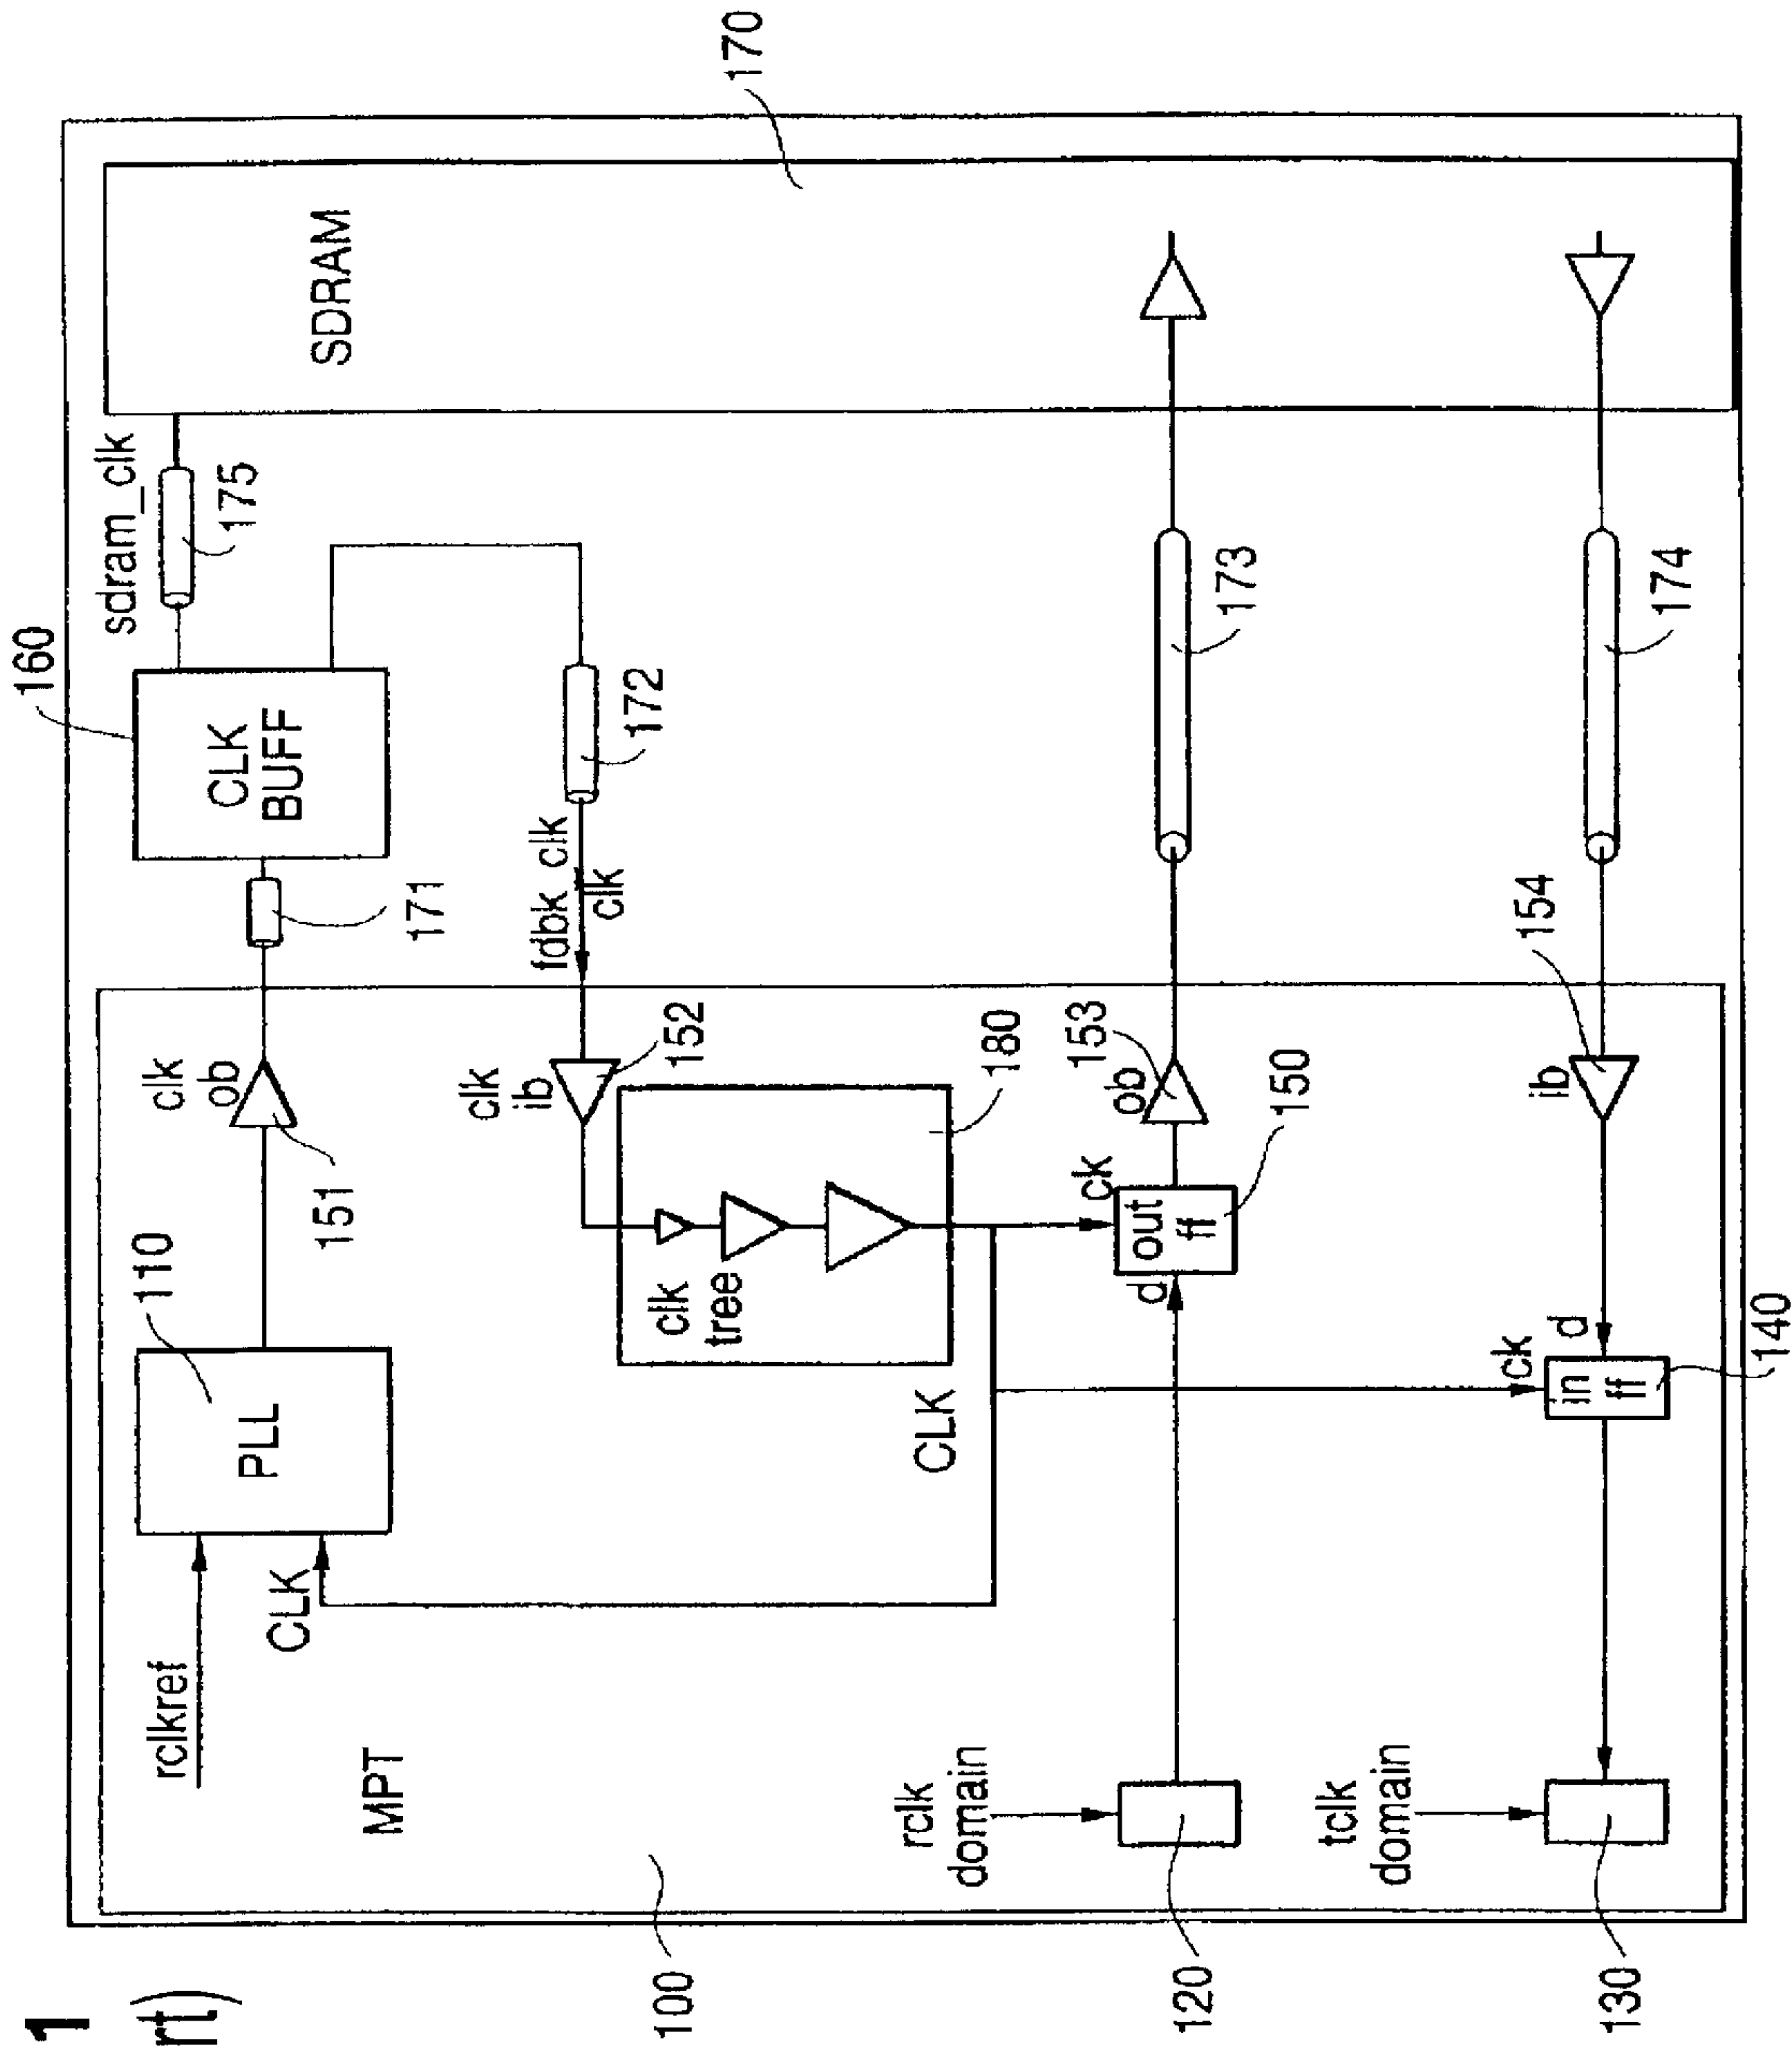 1
rt)
160
170
SDRAM
sdram_clk
175
CLK
BUFF
171
172
fdbk clk
clk
173
174
clk
ob
151
110
PLL
rclkref
CLK
MPT
100
clk
ib
152
180
clk
tree
CLK
153
ob
ck
out
ff
d
150
154
ib
d
ck
in
ff
140
rclk
domain
120
tclk
domain
130